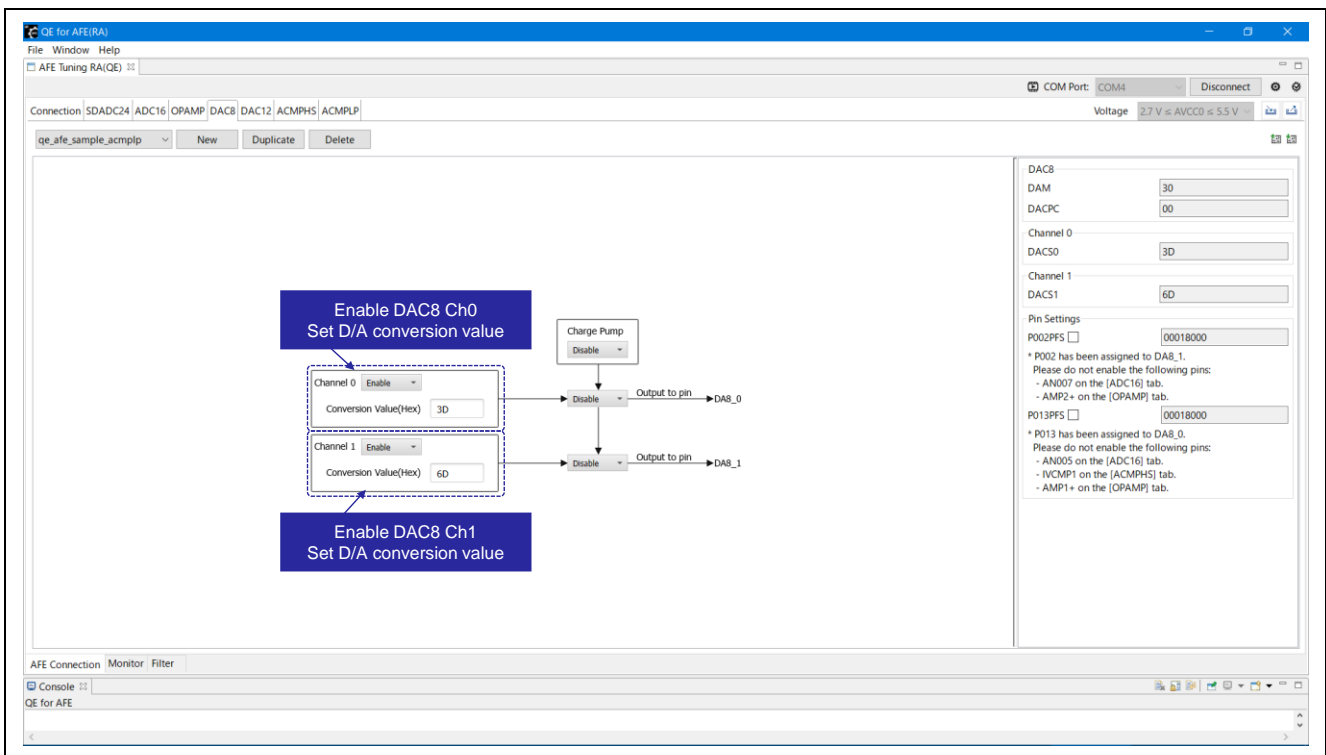 QE for AFE(RA)
File Window Help
AFE Tuning RA(QE)
COM Port: COM4 Disconnect
Connection SDADC24 ADC16 OPAMP DAC8 DAC12 ACMPHS ACMPLP
Voltage 2.7 V ≤ AVCC0 ≤ 5.5 V
qe_afe_sample_acmplp New Duplicate Delete
Enable DAC8 Ch0
Set D/A conversion value
Charge Pump
Disable
Channel 0 Enable
Conversion Value(Hex) 3D
Disable Output to pin DA8_0
Channel 1 Enable
Conversion Value(Hex) 6D
Disable Output to pin DA8_1
Enable DAC8 Ch1
Set D/A conversion value
DAC8
DAM 30
DACPC 00
Channel 0
DACS0 3D
Channel 1
DACS1 6D
Pin Settings
P002PFS 00018000
* P002 has been assigned to DA8_1.
Please do not enable the following pins:
- AN007 on the [ADC16] tab.
- AMP2+ on the [OPAMP] tab.
P013PFS 00018000
* P013 has been assigned to DA8_0.
Please do not enable the following pins:
- AN005 on the [ADC16] tab.
- IVCMP1 on the [ACMPHS] tab.
- AMP1+ on the [OPAMP] tab.
AFE Connection Monitor Filter
Console
QE for AFE